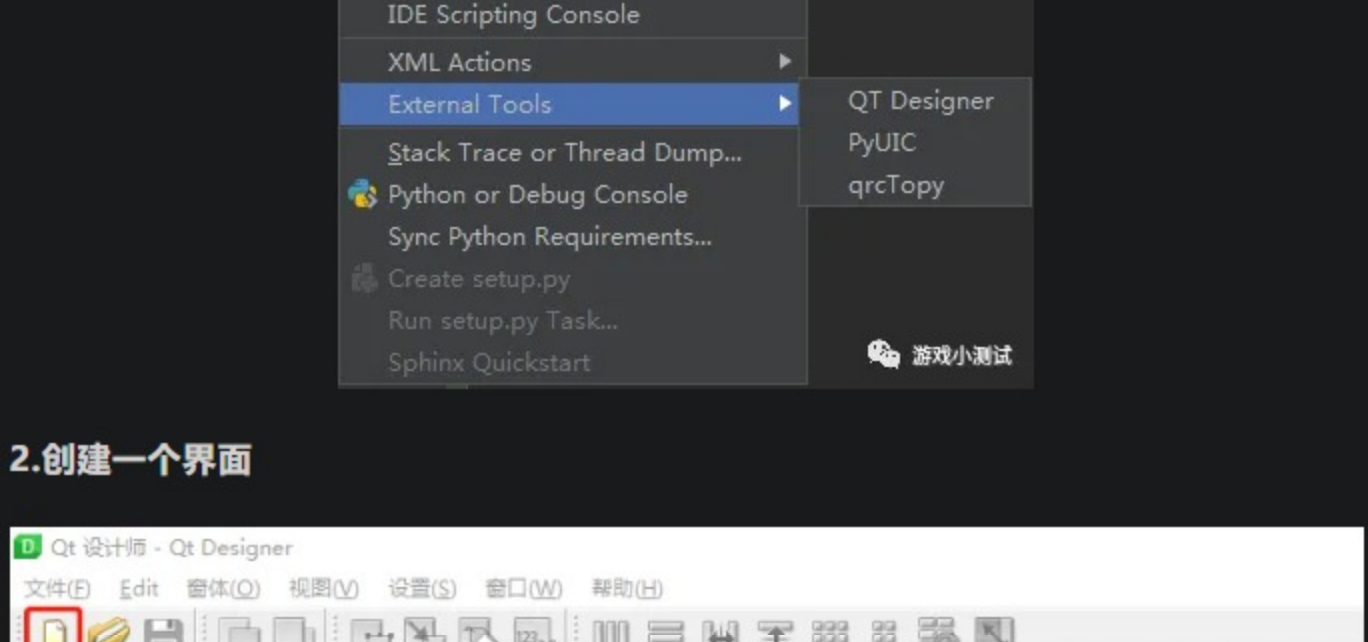 IDE Scripting Console
XML Actions
External Tools
QT Designer
PyUIC
qrcTopy
Stack Trace or Thread Dump...
Python or Debug Console
Sync Python Requirements...
Create setup.py
Run setup.py Task...
Sphinx Quickstart
游戏小测试
2.创建一个界面
Qt 设计师 - Qt Designer
文件(F) Edit 窗体(O) 视图(V) 设置(S) 窗口(W) 帮助(H)
123